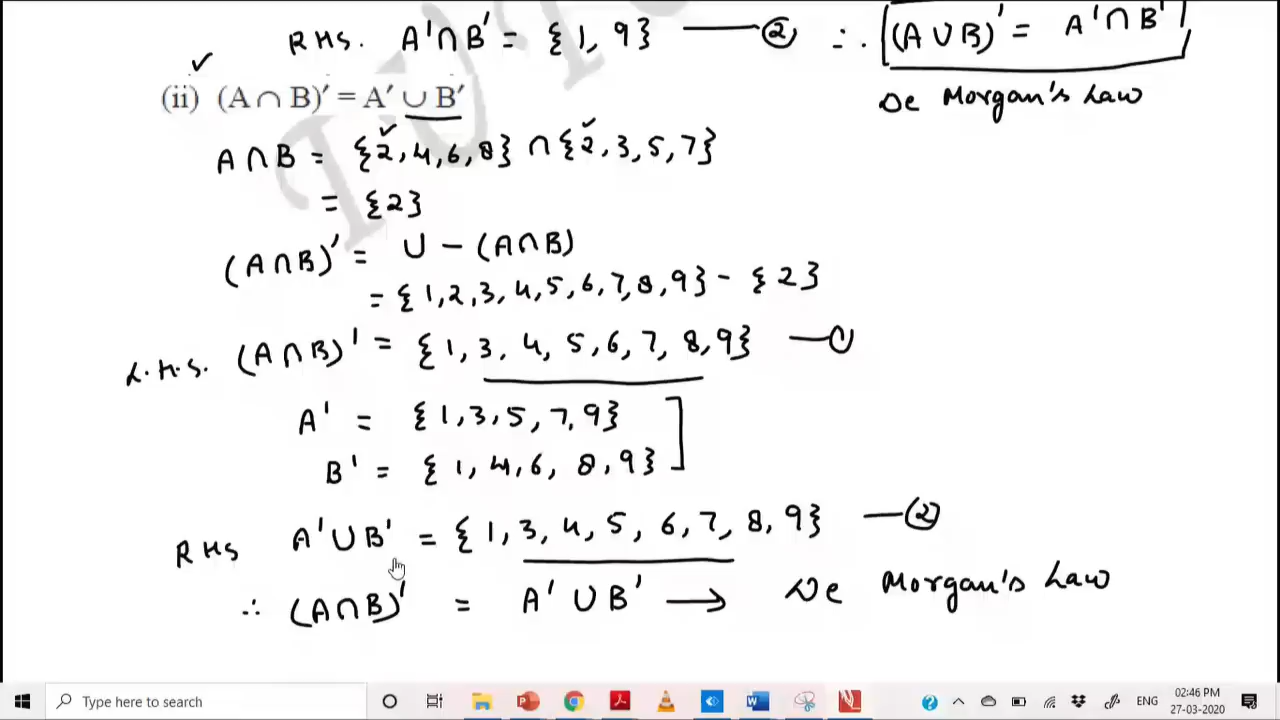 RHS. A'∩B' = {1, 9} —② ∴ (A∪B)' = A'∩B'
(ii) (A ∩ B)′ = A′ ∪ B′
De Morgan's Law
A∩B = {2,4,6,8} ∩ {2,3,5,7}
= {2}
(A∩B)' = U - (A∩B)
= {1,2,3,4,5,6,7,8,9} - {2}
L.H.S. (A∩B)' = {1,3,4,5,6,7,8,9} —①
A' = {1,3,5,7,9}
B' = {1,4,6,8,9}
RHS A'∪B' = {1,3,4,5,6,7,8,9} —②
∴ (A∩B)' = A'∪B' → De Morgan's Law
Type here to search
ENG
02:46 PM
27-03-2020